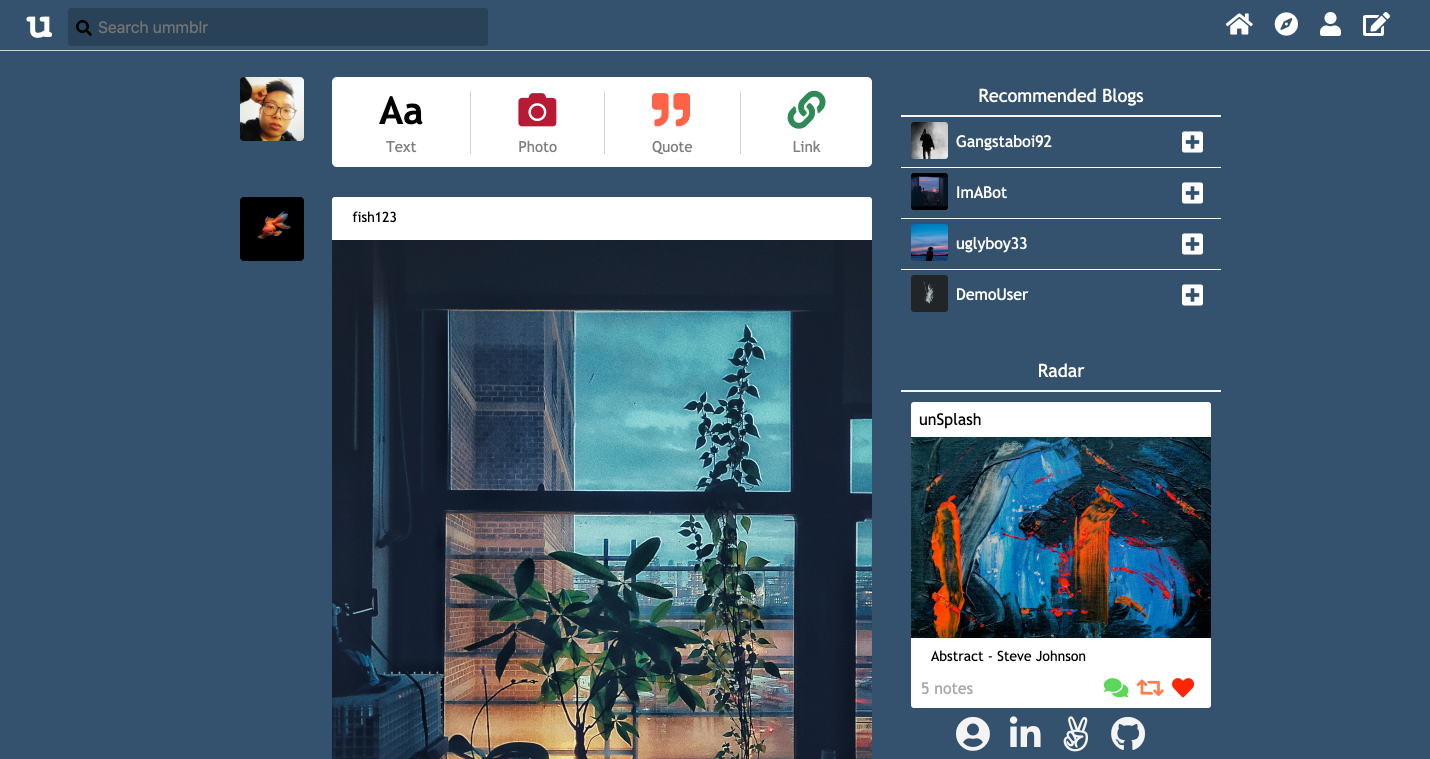 u
Search ummblr
Aa
Text
Photo
Quote
Link
fish123
Recommended Blogs
Gangstaboi92
ImABot
uglyboy33
DemoUser
Radar
unSplash
Abstract - Steve Johnson
5 notes
in